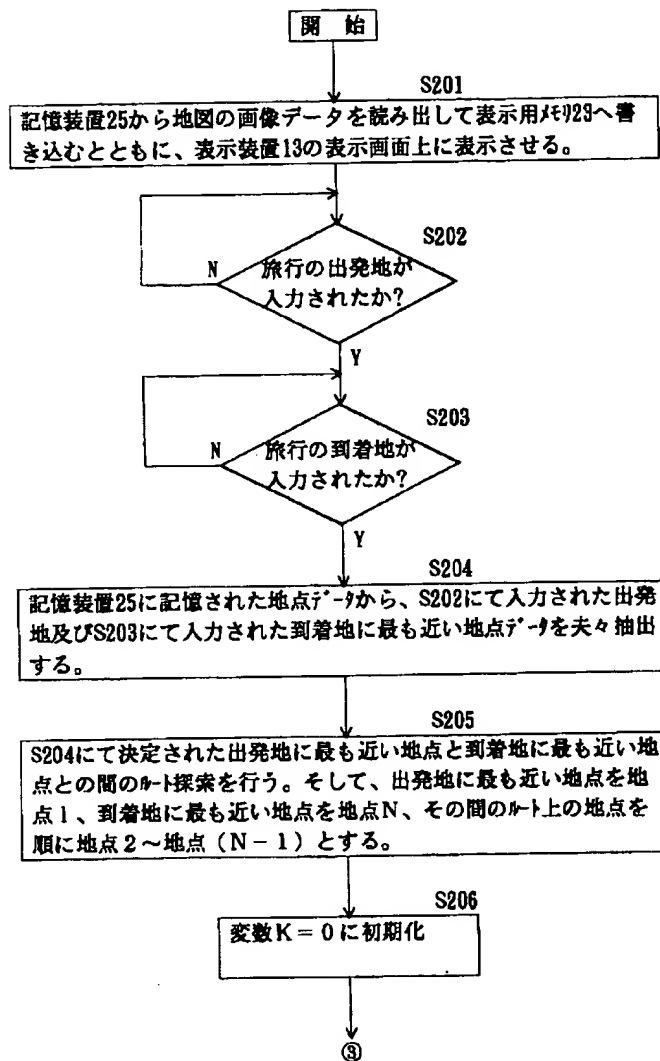 開　始
S201
記憶装置25から地図の画像データを読み出して表示用ﾒﾓﾘ23へ書
き込むとともに、表示装置13の表示画面上に表示させる。
S202
N
旅行の出発地が
入力されたか?
Y
S203
N
旅行の到着地が
入力されたか?
Y
S204
記憶装置25に記憶された地点ﾃﾞｰﾀから、S202にて入力された出発
地及びS203にて入力された到着地に最も近い地点ﾃﾞｰﾀを夫々抽出
する。
S205
S204にて決定された出発地に最も近い地点と到着地に最も近い地
点との間のﾙｰﾄ探索を行う。そして、出発地に最も近い地点を地
点1、到着地に最も近い地点を地点N、その間のﾙｰﾄ上の地点を
順に地点2～地点（N－1）とする。
S206
変数K＝0に初期化
③